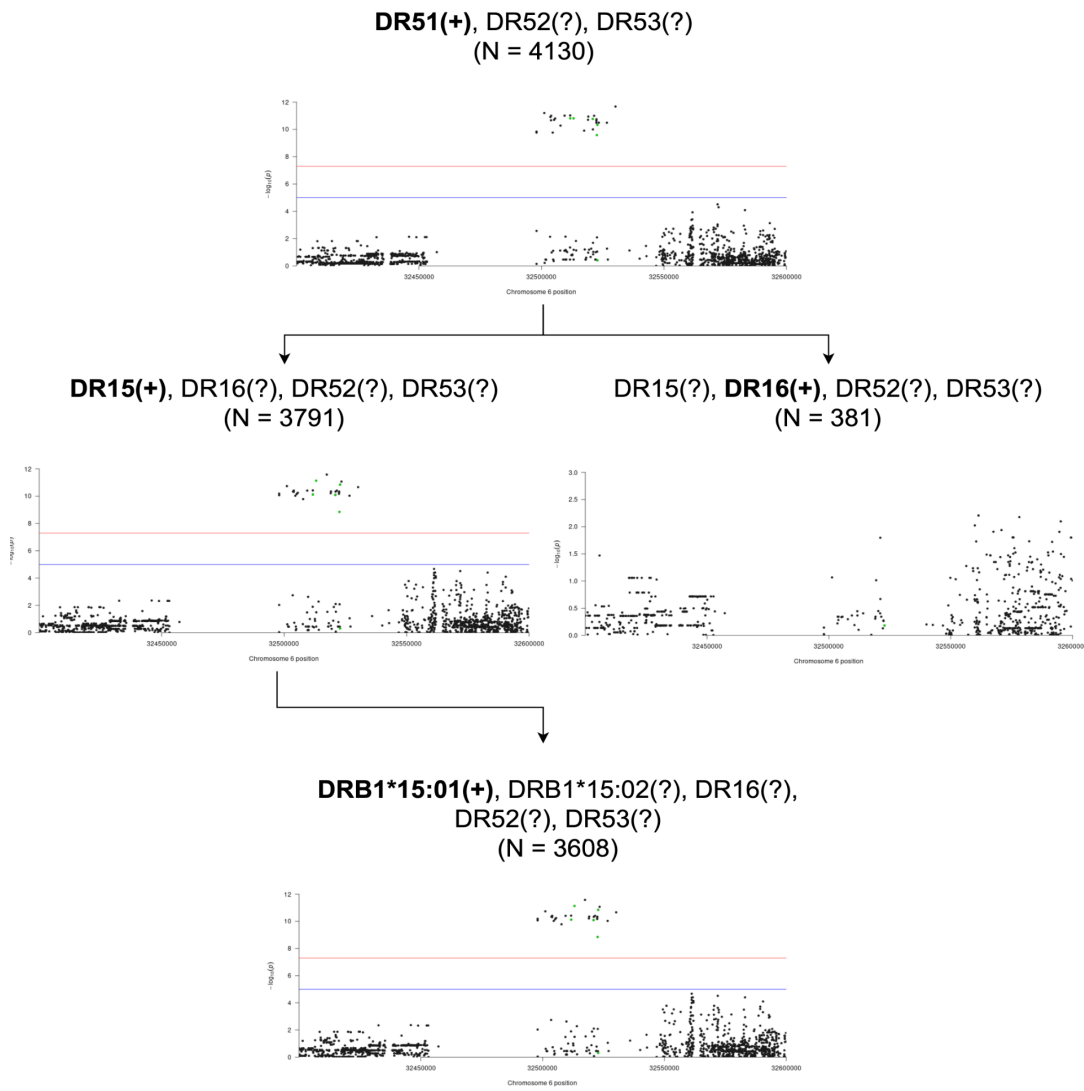 DR51(+), DR52(?), DR53(?)
(N = 4130)
12
10
8
6
4
2
0
−log10(p)
32450000
32500000
32550000
32600000
Chromosome 6 position
DR15(+), DR16(?), DR52(?), DR53(?)
(N = 3791)
DR15(?), DR16(+), DR52(?), DR53(?)
(N = 381)
12
10
8
6
4
2
0
−log10(p)
32450000
32500000
32550000
32600000
Chromosome 6 position
3.0
2.5
2.0
1.5
1.0
0.5
0.0
−log10(p)
32450000
32500000
32550000
3260000
Chromosome 6 position
DRB1*15:01(+), DRB1*15:02(?), DR16(?),
DR52(?), DR53(?)
(N = 3608)
12
10
8
6
4
2
0
−log10(p)
32450000
32500000
32550000
32600000
Chromosome 6 position